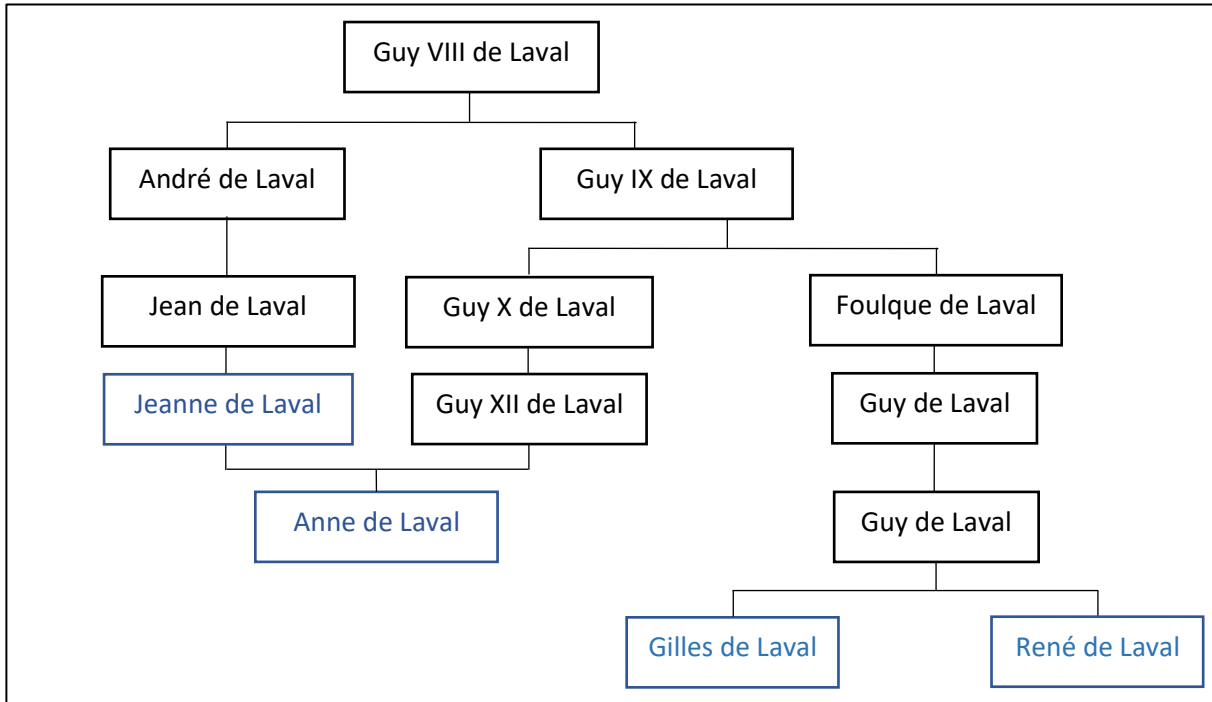 Guy VIII de Laval
André de Laval
Guy IX de Laval
Jean de Laval
Guy X de Laval
Foulque de Laval
Jeanne de Laval
Guy XII de Laval
Guy de Laval
Anne de Laval
Guy de Laval
Gilles de Laval
René de Laval